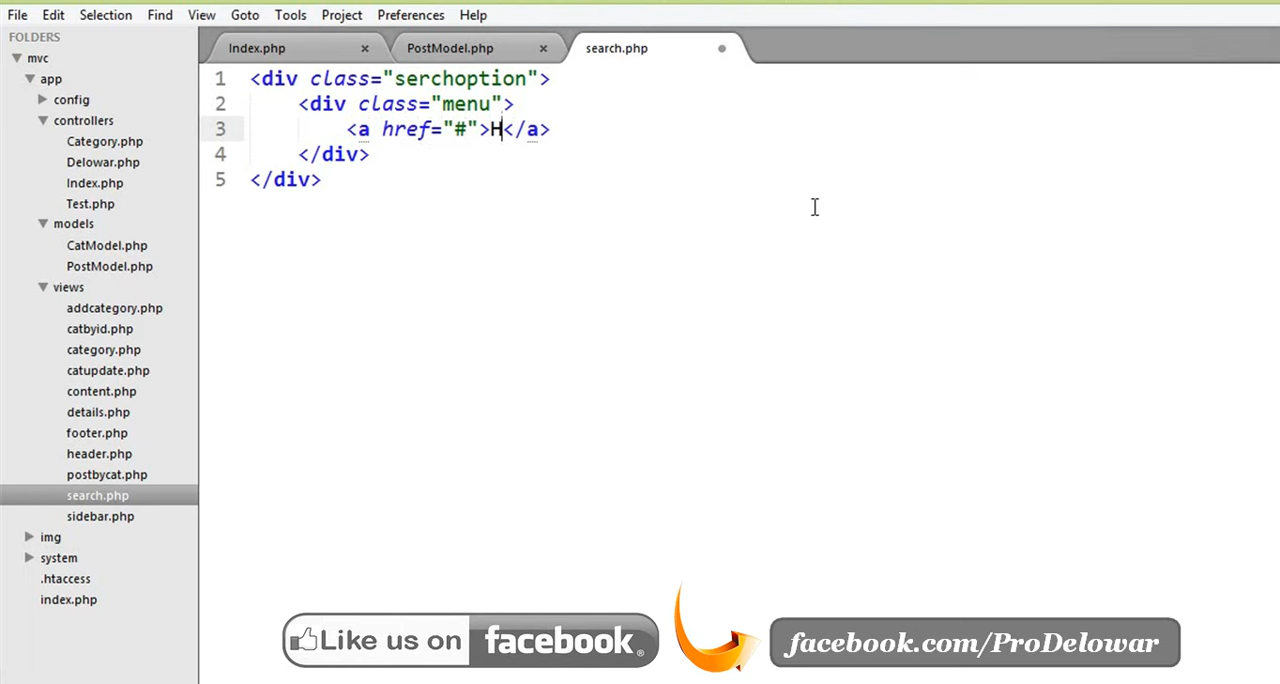 File Edit Selection Find View Goto Tools Project Preferences Help
FOLDERS
mvc
app
config
controllers
Category.php
Delowar.php
Index.php
Test.php
models
CatModel.php
PostModel.php
views
addcategory.php
catbyid.php
category.php
catupdate.php
content.php
details.php
footer.php
header.php
postbycat.php
search.php
sidebar.php
img
system
.htaccess
index.php
Index.php × PostModel.php × search.php
1 <div class="serchoption">
2 <div class="menu">
3 <a href="#">H</a>
4 </div>
5 </div>
Like us on facebook®
facebook.com/ProDelowar